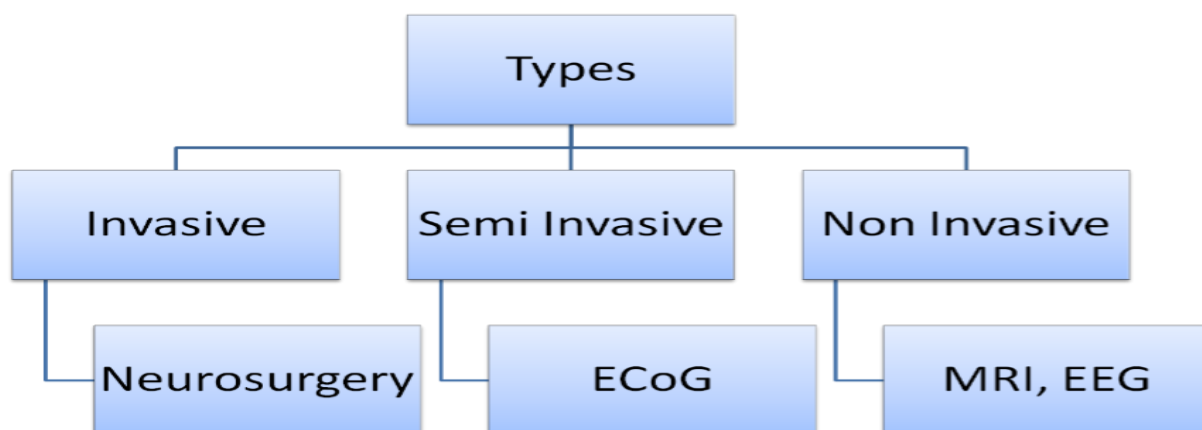 Types
Invasive
Semi Invasive
Non Invasive
Neurosurgery
ECoG
MRI, EEG